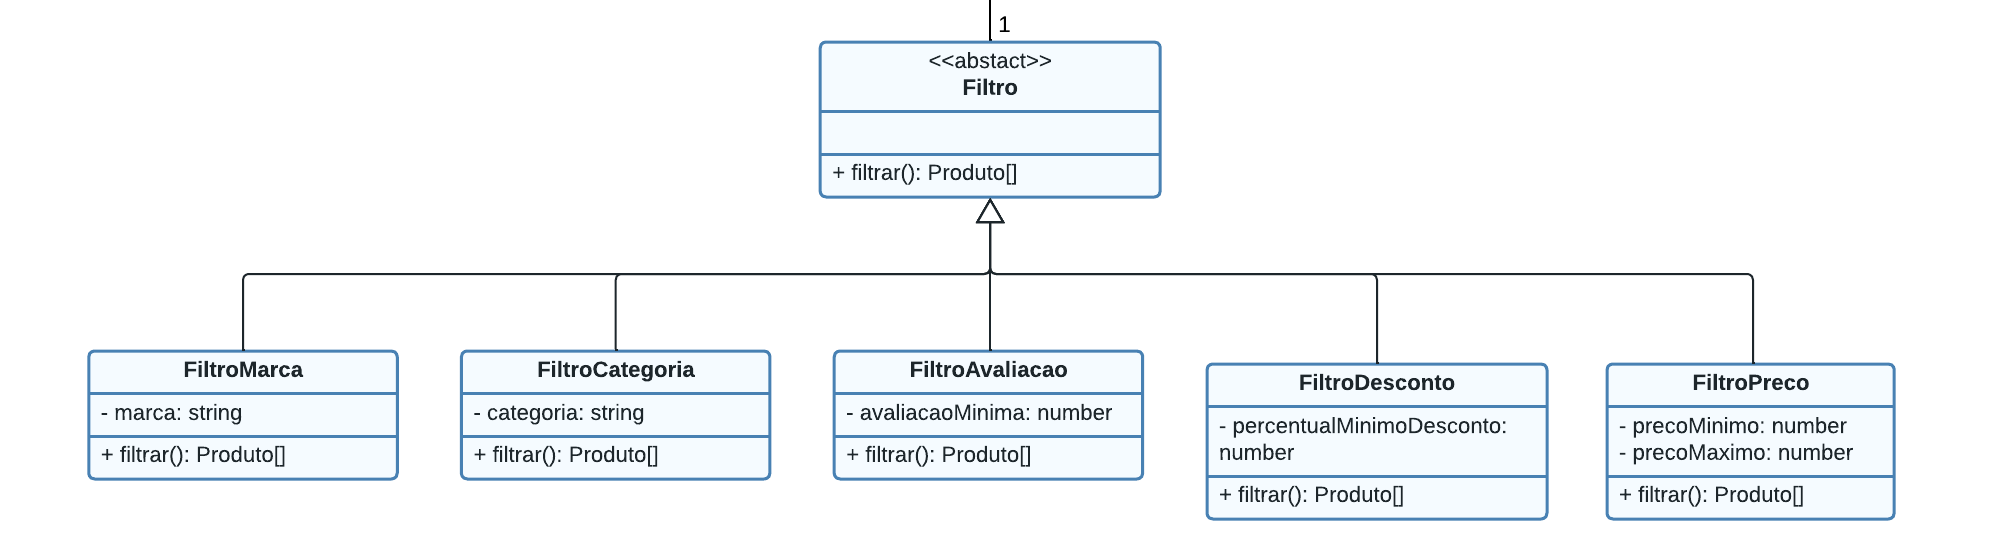 1
<<abstact>>
Filtro
+ filtrar(): Produto[]
FiltroMarca
- marca: string
+ filtrar(): Produto[]
FiltroCategoria
- categoria: string
+ filtrar(): Produto[]
FiltroAvaliacao
- avaliacaoMinima: number
+ filtrar(): Produto[]
FiltroDesconto
- percentualMinimoDesconto:
number
+ filtrar(): Produto[]
FiltroPreco
- precoMinimo: number
- precoMaximo: number
+ filtrar(): Produto[]